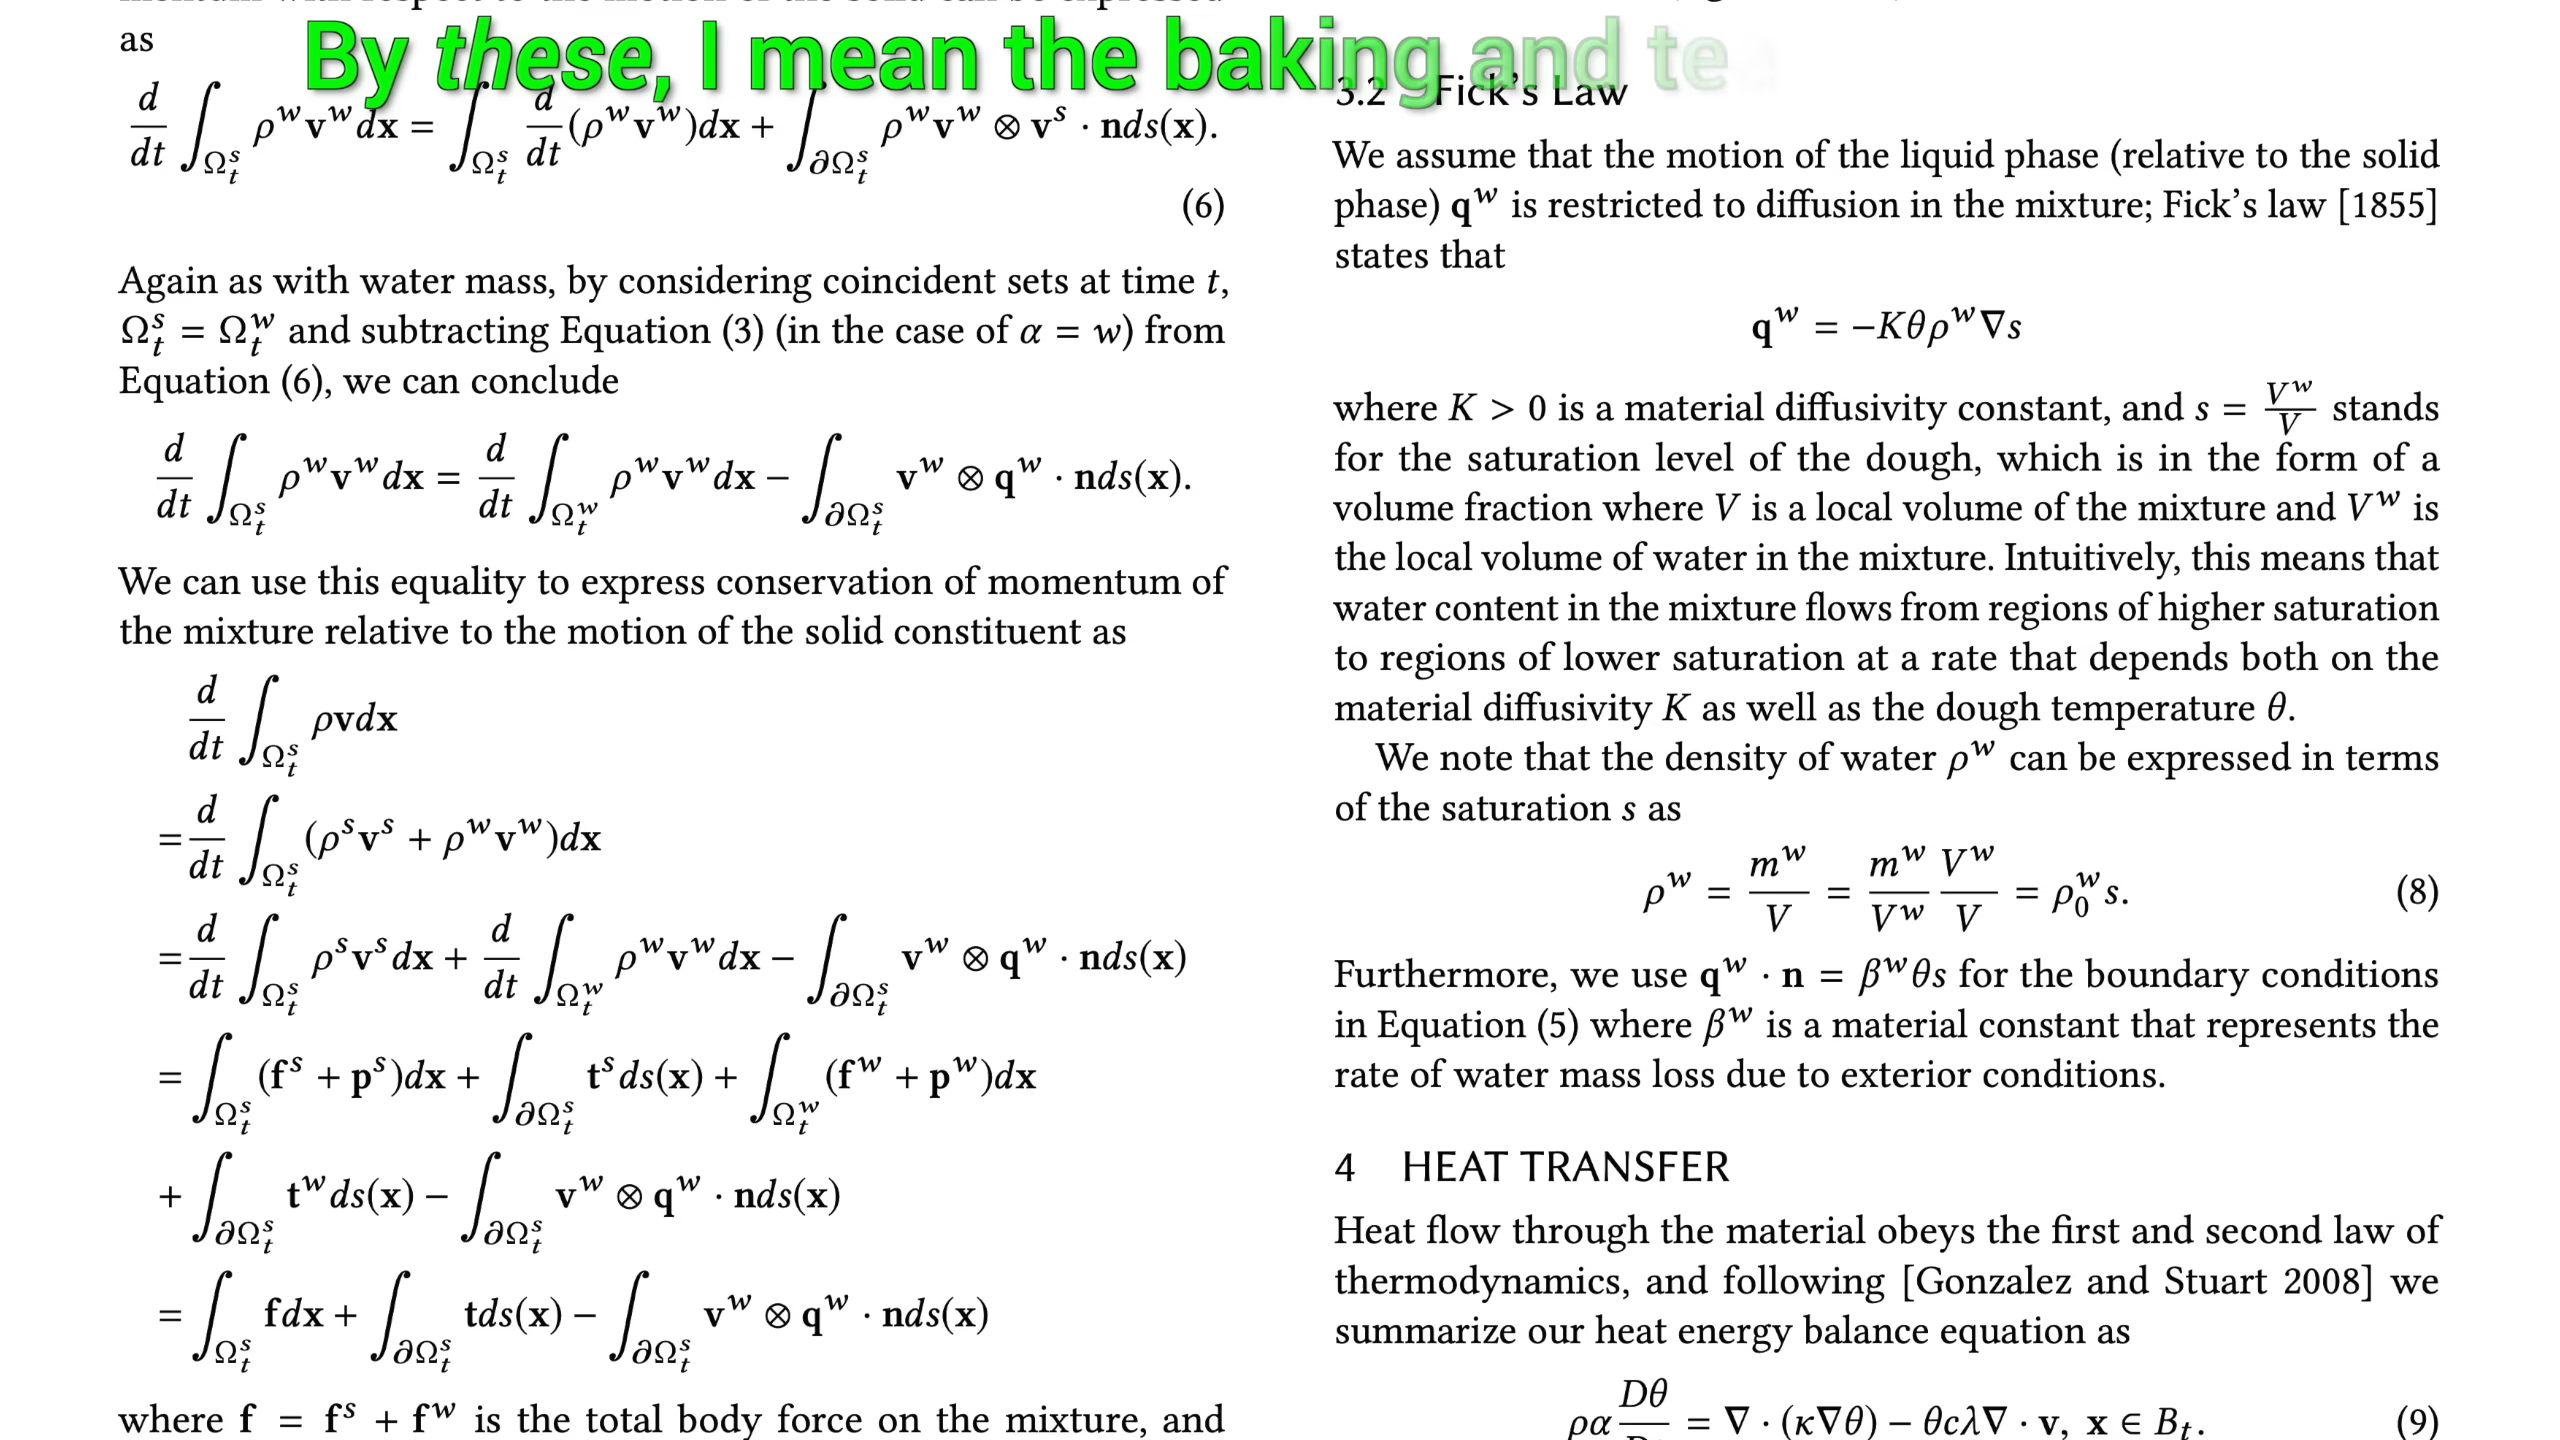 as
By these, I mean the baking and te
d/dt ∫_{Ω_t^s} ρ^w v^w dx = ∫_{Ω_t^s} d/dt (ρ^w v^w) dx + ∫_{∂Ω_t^s} ρ^w v^w ⊗ v^s · n ds(x).
(6)
Again as with water mass, by considering coincident sets at time t,
Ω_t^s = Ω_t^w and subtracting Equation (3) (in the case of α = w) from
Equation (6), we can conclude
d/dt ∫_{Ω_t^s} ρ^w v^w dx = d/dt ∫_{Ω_t^w} ρ^w v^w dx − ∫_{∂Ω_t^s} v^w ⊗ q^w · n ds(x).
We can use this equality to express conservation of momentum of
the mixture relative to the motion of the solid constituent as
d/dt ∫_{Ω_t^s} ρv dx
= d/dt ∫_{Ω_t^s} (ρ^s v^s + ρ^w v^w) dx
= d/dt ∫_{Ω_t^s} ρ^s v^s dx + d/dt ∫_{Ω_t^w} ρ^w v^w dx − ∫_{∂Ω_t^s} v^w ⊗ q^w · n ds(x)
= ∫_{Ω_t^s} (f^s + p^s) dx + ∫_{∂Ω_t^s} t^s ds(x) + ∫_{Ω_t^w} (f^w + p^w) dx
+ ∫_{∂Ω_t^s} t^w ds(x) − ∫_{∂Ω_t^s} v^w ⊗ q^w · n ds(x)
= ∫_{Ω_t^s} f dx + ∫_{∂Ω_t^s} t ds(x) − ∫_{∂Ω_t^s} v^w ⊗ q^w · n ds(x)
where f = f^s + f^w is the total body force on the mixture, and
3.2 Fick's Law
We assume that the motion of the liquid phase (relative to the solid
phase) q^w is restricted to diffusion in the mixture; Fick's law [1855]
states that
q^w = −Kθρ^w ∇s
where K > 0 is a material diffusivity constant, and s = V^w/V stands
for the saturation level of the dough, which is in the form of a
volume fraction where V is a local volume of the mixture and V^w is
the local volume of water in the mixture. Intuitively, this means that
water content in the mixture flows from regions of higher saturation
to regions of lower saturation at a rate that depends both on the
material diffusivity K as well as the dough temperature θ.
We note that the density of water ρ^w can be expressed in terms
of the saturation s as
ρ^w = m^w/V = m^w/V^w V^w/V = ρ_0^w s. (8)
Furthermore, we use q^w · n = β^w θs for the boundary conditions
in Equation (5) where β^w is a material constant that represents the
rate of water mass loss due to exterior conditions.
4 HEAT TRANSFER
Heat flow through the material obeys the first and second law of
thermodynamics, and following [Gonzalez and Stuart 2008] we
summarize our heat energy balance equation as
ρα Dθ/Dt = ∇ · (κ∇θ) − θcλ∇ · v, x ∈ B_t. (9)